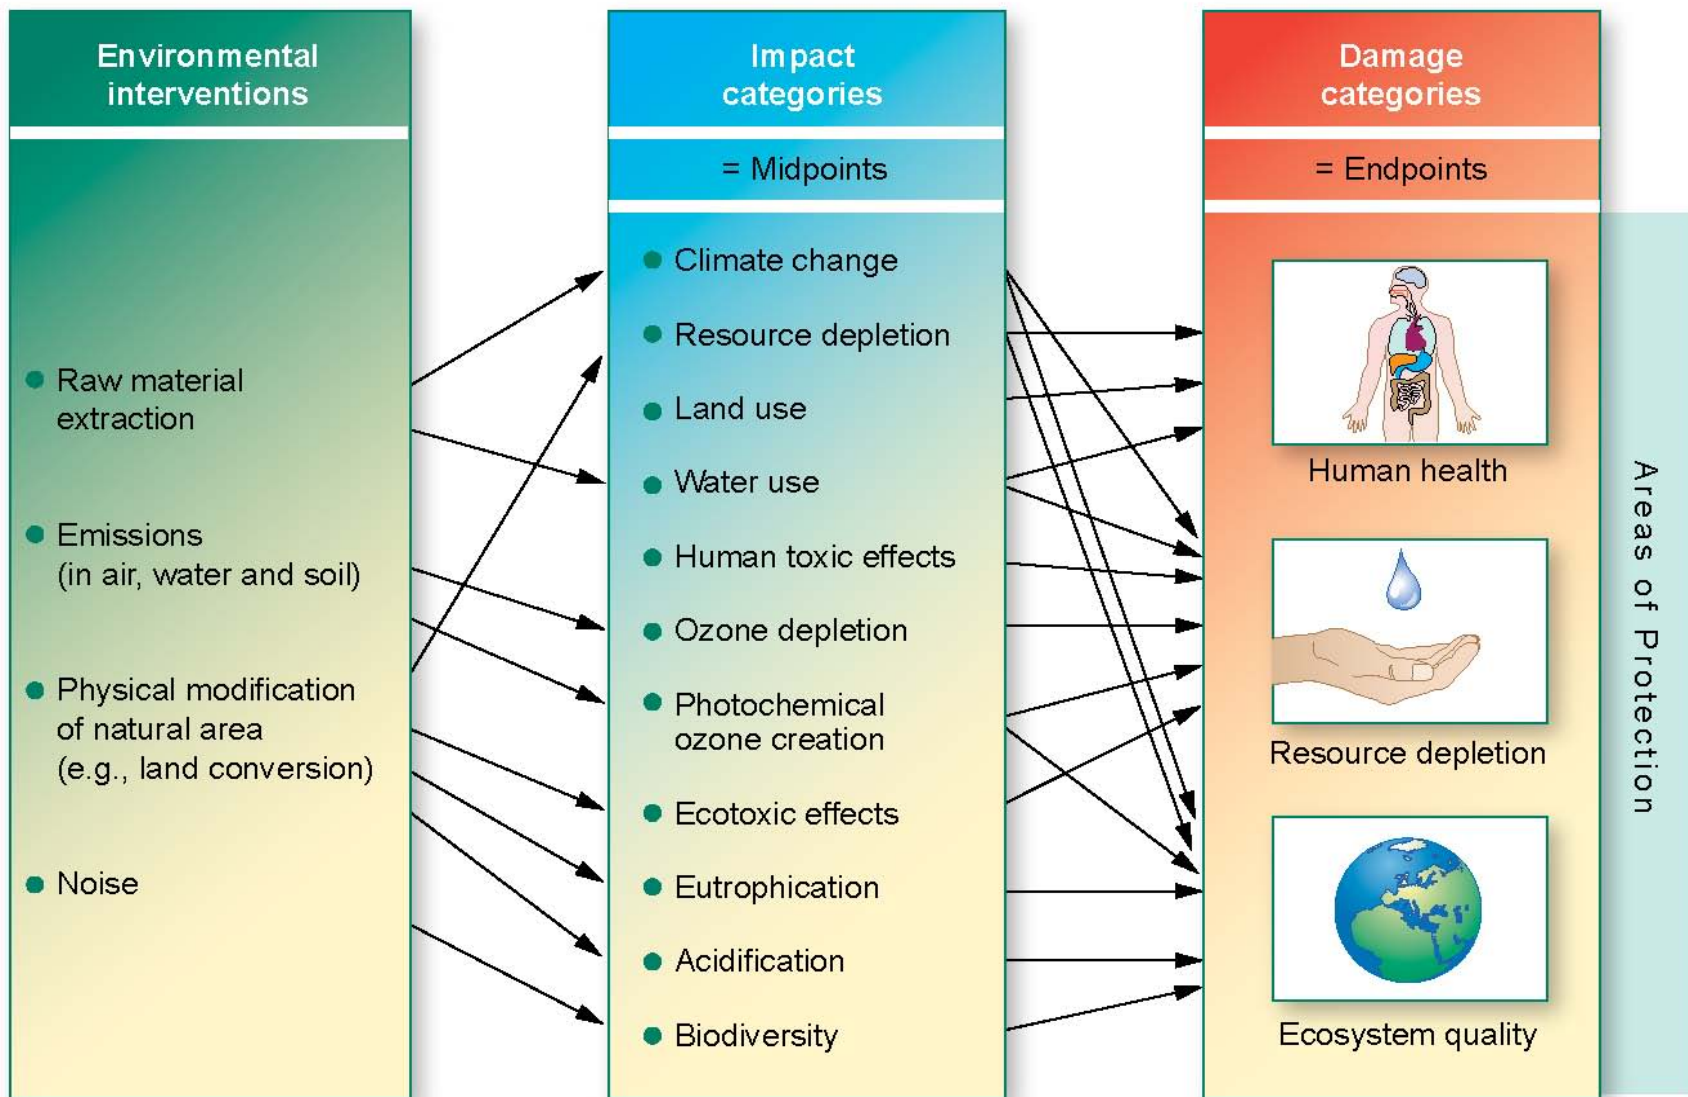 Environmental
interventions
Raw material
extraction
Emissions
(in air, water and soil)
Physical modification
of natural area
(e.g., land conversion)
Noise
Impact
categories
= Midpoints
Climate change
Resource depletion
Land use
Water use
Human toxic effects
Ozone depletion
Photochemical
ozone creation
Ecotoxic effects
Eutrophication
Acidification
Biodiversity
Damage
categories
= Endpoints
Human health
Resource depletion
Ecosystem quality
Areas of Protection